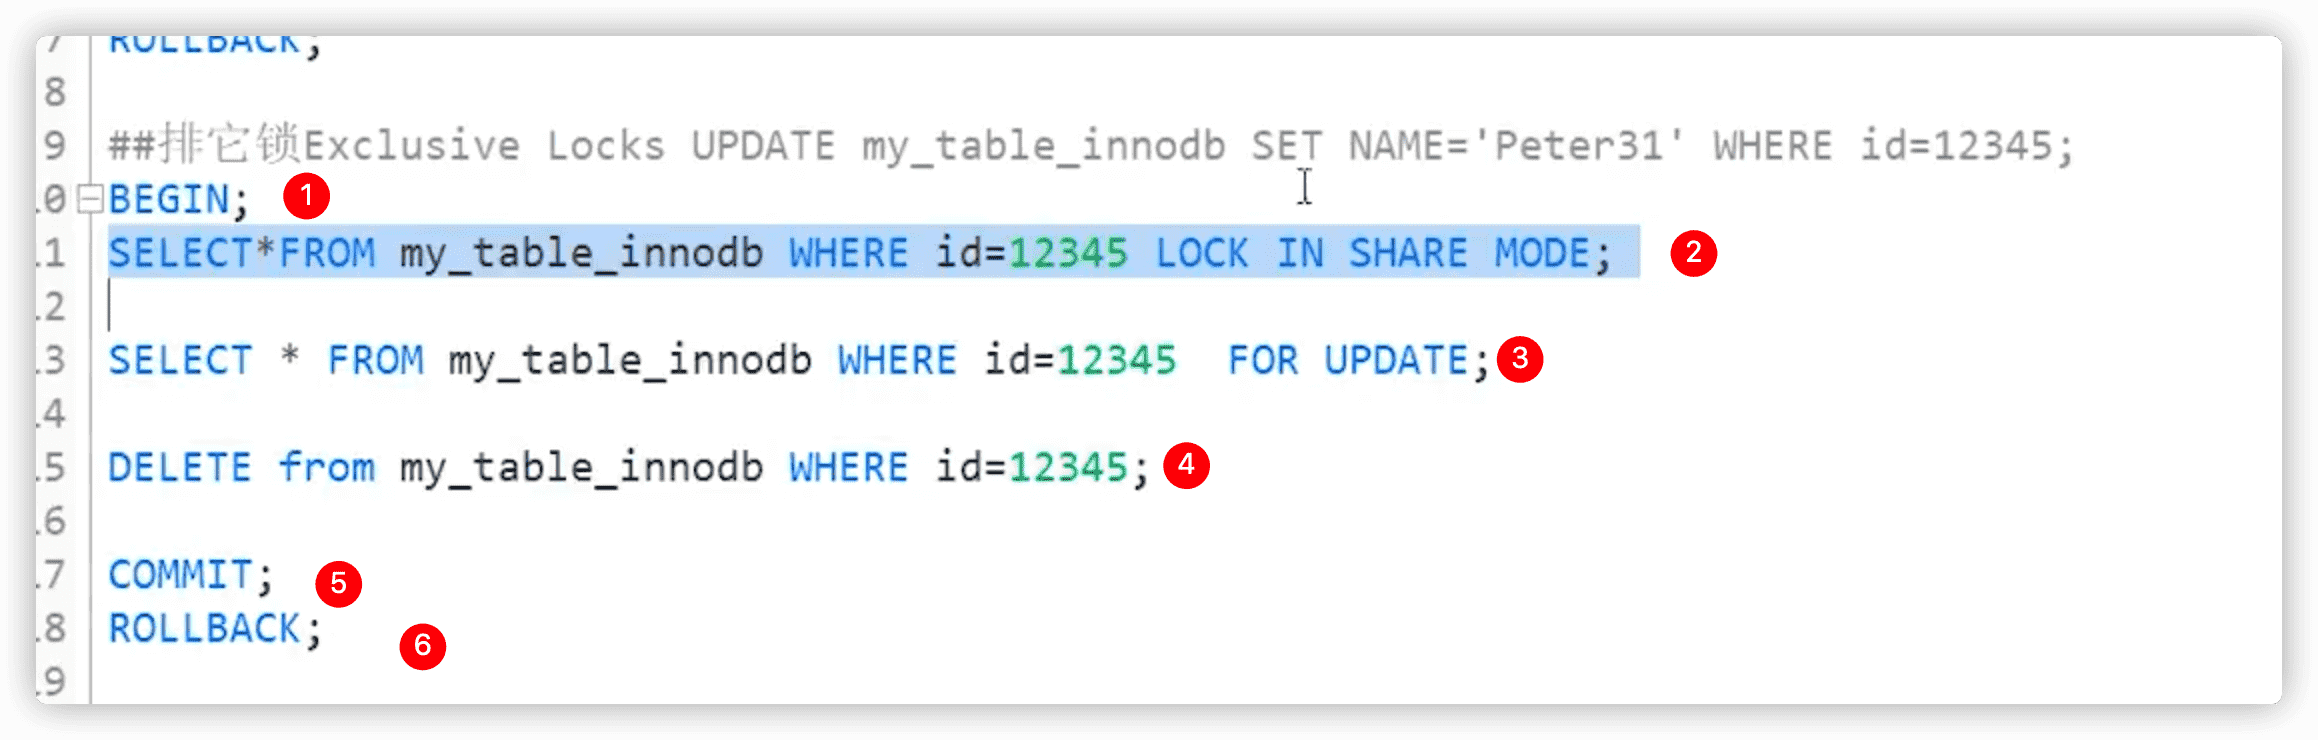 7 ROLLBACK;
8
9 ##排它锁Exclusive Locks UPDATE my_table_innodb SET NAME='Peter31' WHERE id=12345;
.0 BEGIN; 1
.1 SELECT*FROM my_table_innodb WHERE id=12345 LOCK IN SHARE MODE; 2
.2
.3 SELECT * FROM my_table_innodb WHERE id=12345  FOR UPDATE; 3
.4
.5 DELETE from my_table_innodb WHERE id=12345; 4
.6
.7 COMMIT; 5
.8 ROLLBACK; 6
.9